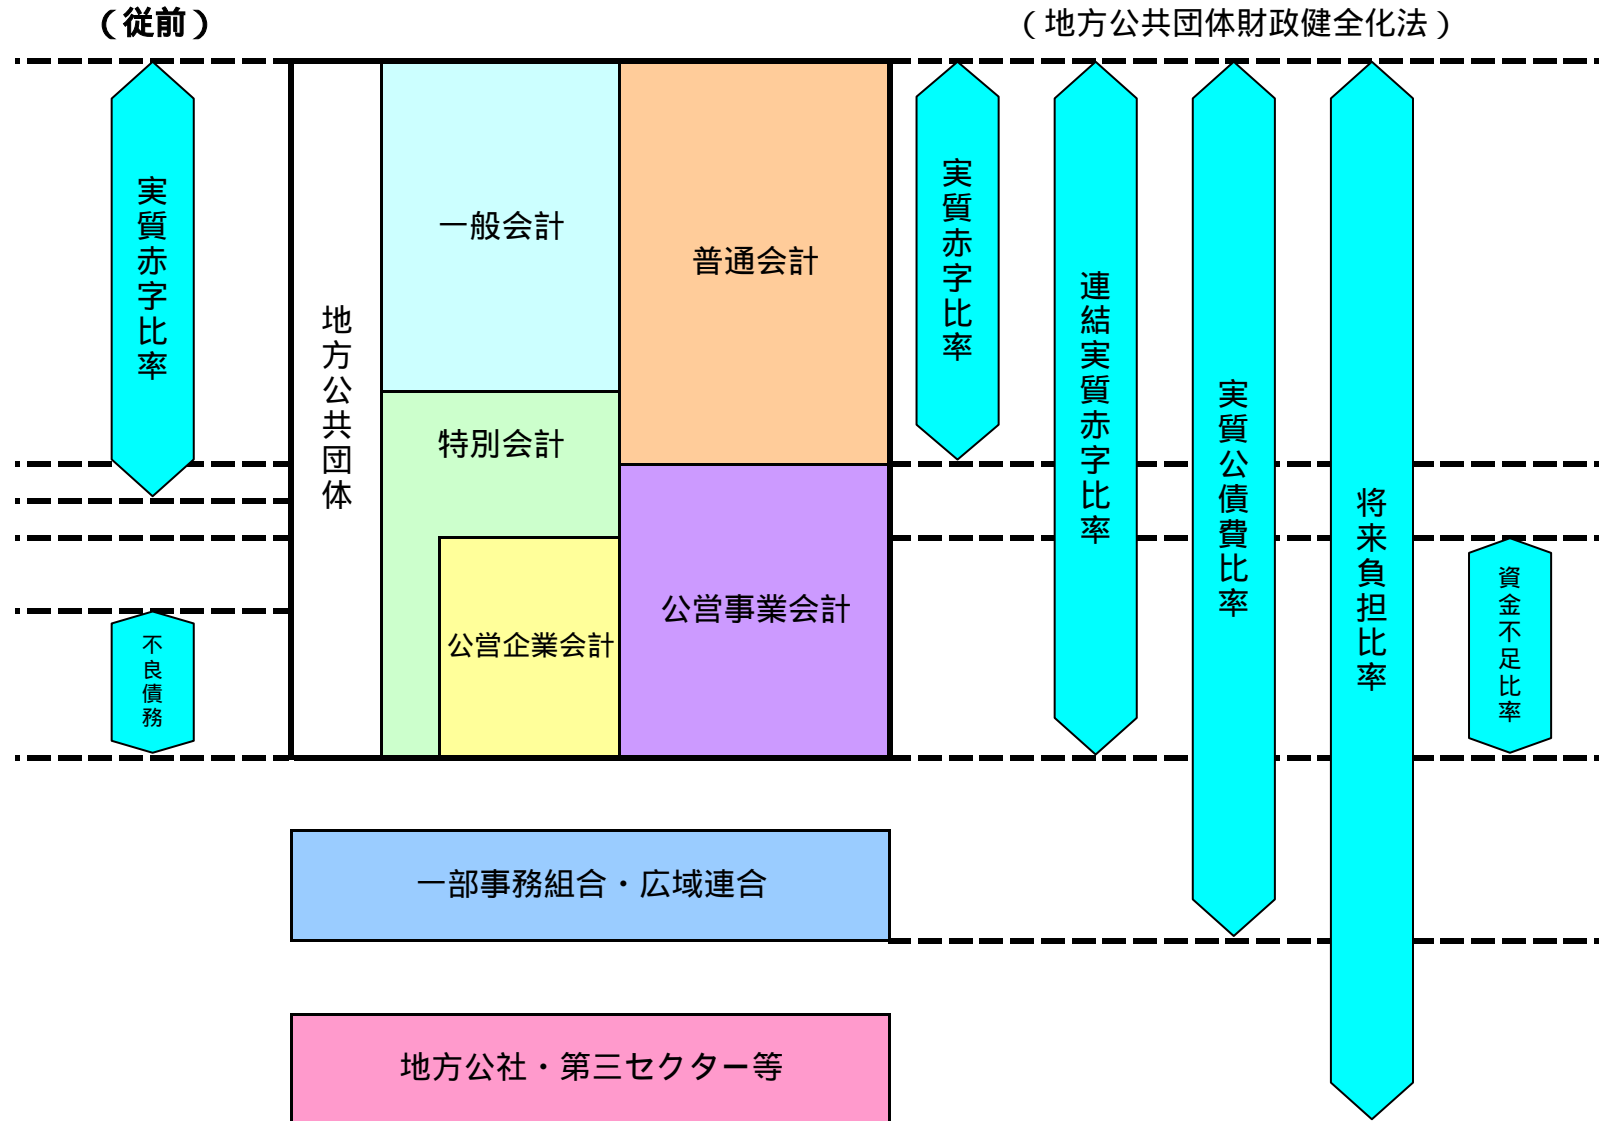 （従前）
（地方公共団体財政健全化法）
実質赤字比率
不良債務
地方公共団体
一般会計
特別会計
公営企業会計
普通会計
公営事業会計
実質赤字比率
連結実質赤字比率
実質公債費比率
将来負担比率
資金不足比率
一部事務組合・広域連合
地方公社・第三セクター等